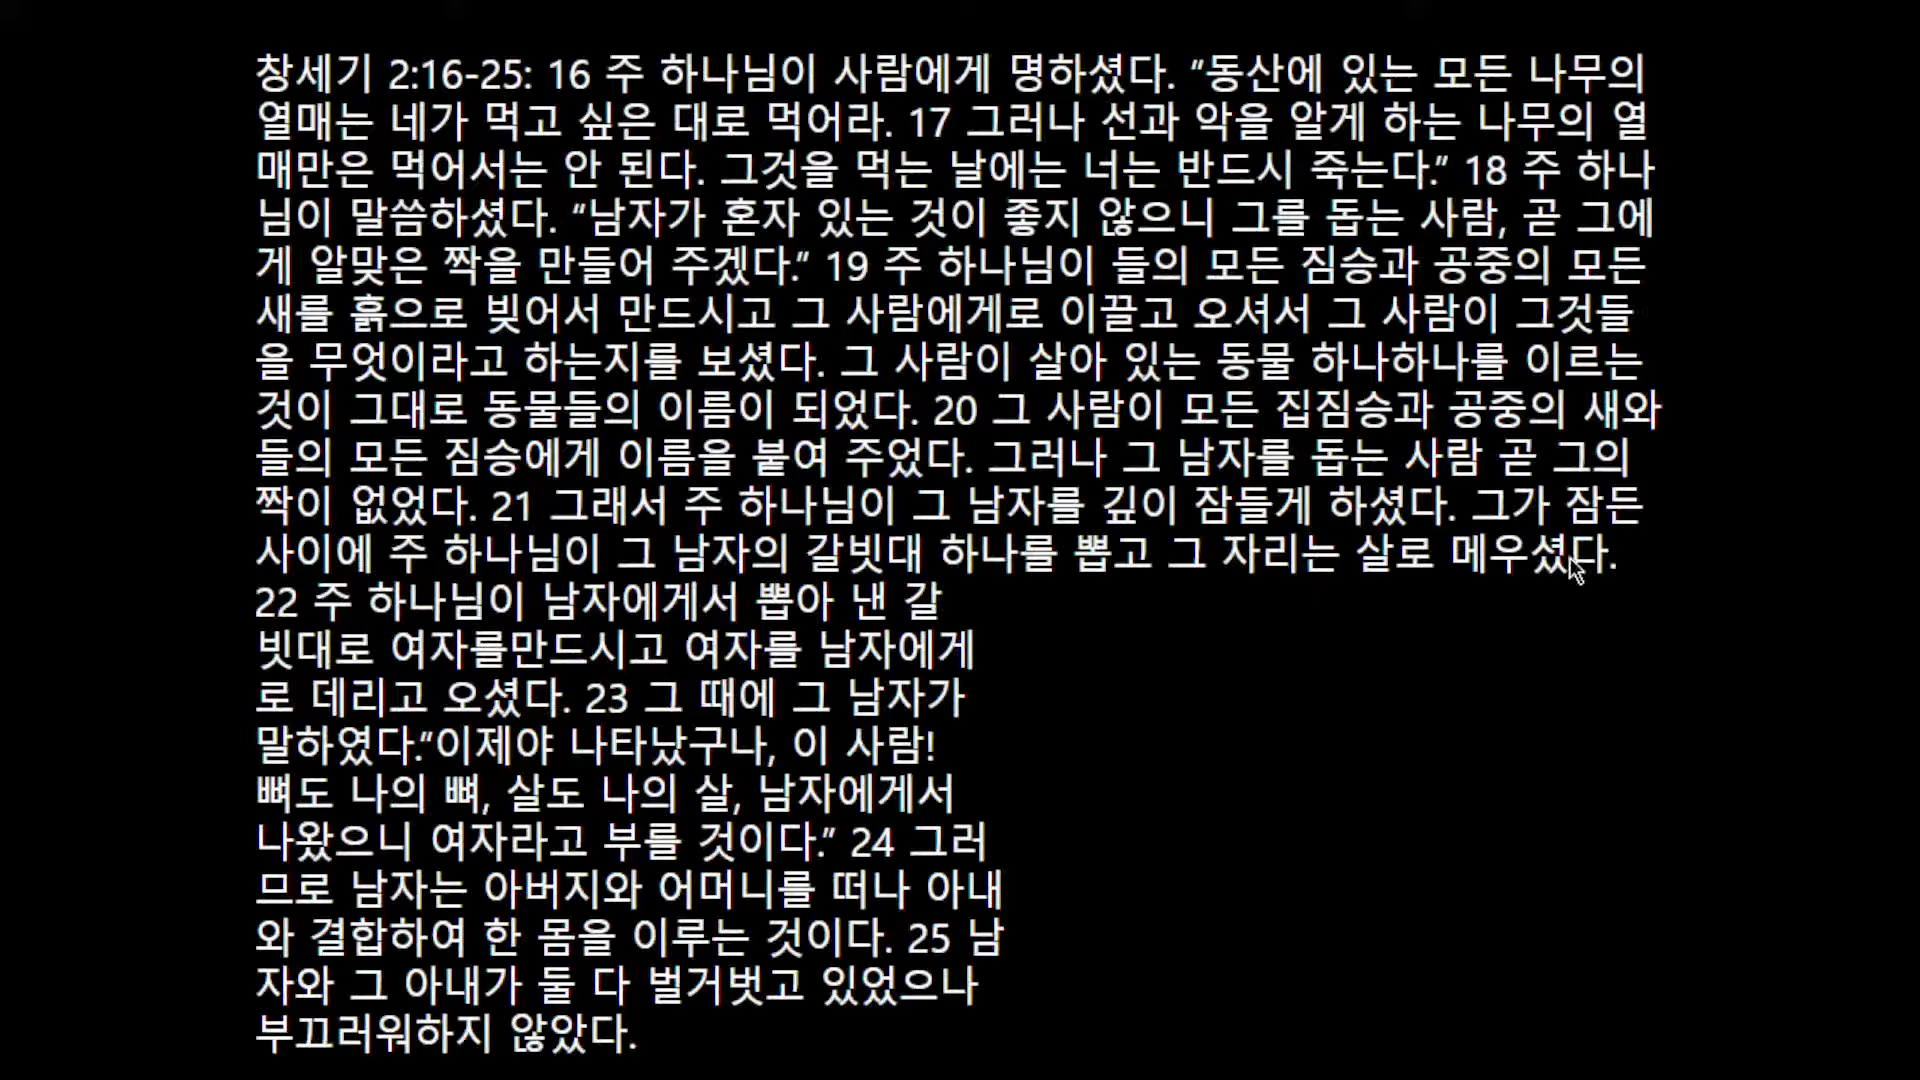 창세기 2:16-25: 16 주 하나님이 사람에게 명하셨다. “동산에 있는 모든 나무의
열매는 네가 먹고 싶은 대로 먹어라. 17 그러나 선과 악을 알게 하는 나무의 열
매만은 먹어서는 안 된다. 그것을 먹는 날에는 너는 반드시 죽는다.” 18 주 하나
님이 말씀하셨다. “남자가 혼자 있는 것이 좋지 않으니 그를 돕는 사람, 곧 그에
게 알맞은 짝을 만들어 주겠다.” 19 주 하나님이 들의 모든 짐승과 공중의 모든
새를 흙으로 빚어서 만드시고 그 사람에게로 이끌고 오셔서 그 사람이 그것들
을 무엇이라고 하는지를 보셨다. 그 사람이 살아 있는 동물 하나하나를 이르는
것이 그대로 동물들의 이름이 되었다. 20 그 사람이 모든 집짐승과 공중의 새와
들의 모든 짐승에게 이름을 붙여 주었다. 그러나 그 남자를 돕는 사람 곧 그의
짝이 없었다. 21 그래서 주 하나님이 그 남자를 깊이 잠들게 하셨다. 그가 잠든
사이에 주 하나님이 그 남자의 갈빗대 하나를 뽑고 그 자리는 살로 메우셨다.
22 주 하나님이 남자에게서 뽑아 낸 갈
빗대로 여자를만드시고 여자를 남자에게
로 데리고 오셨다. 23 그 때에 그 남자가
말하였다.”이제야 나타났구나, 이 사람!
뼈도 나의 뼈, 살도 나의 살, 남자에게서
나왔으니 여자라고 부를 것이다.” 24 그러
므로 남자는 아버지와 어머니를 떠나 아내
와 결합하여 한 몸을 이루는 것이다. 25 남
자와 그 아내가 둘 다 벌거벗고 있었으나
부끄러워하지 않았다.